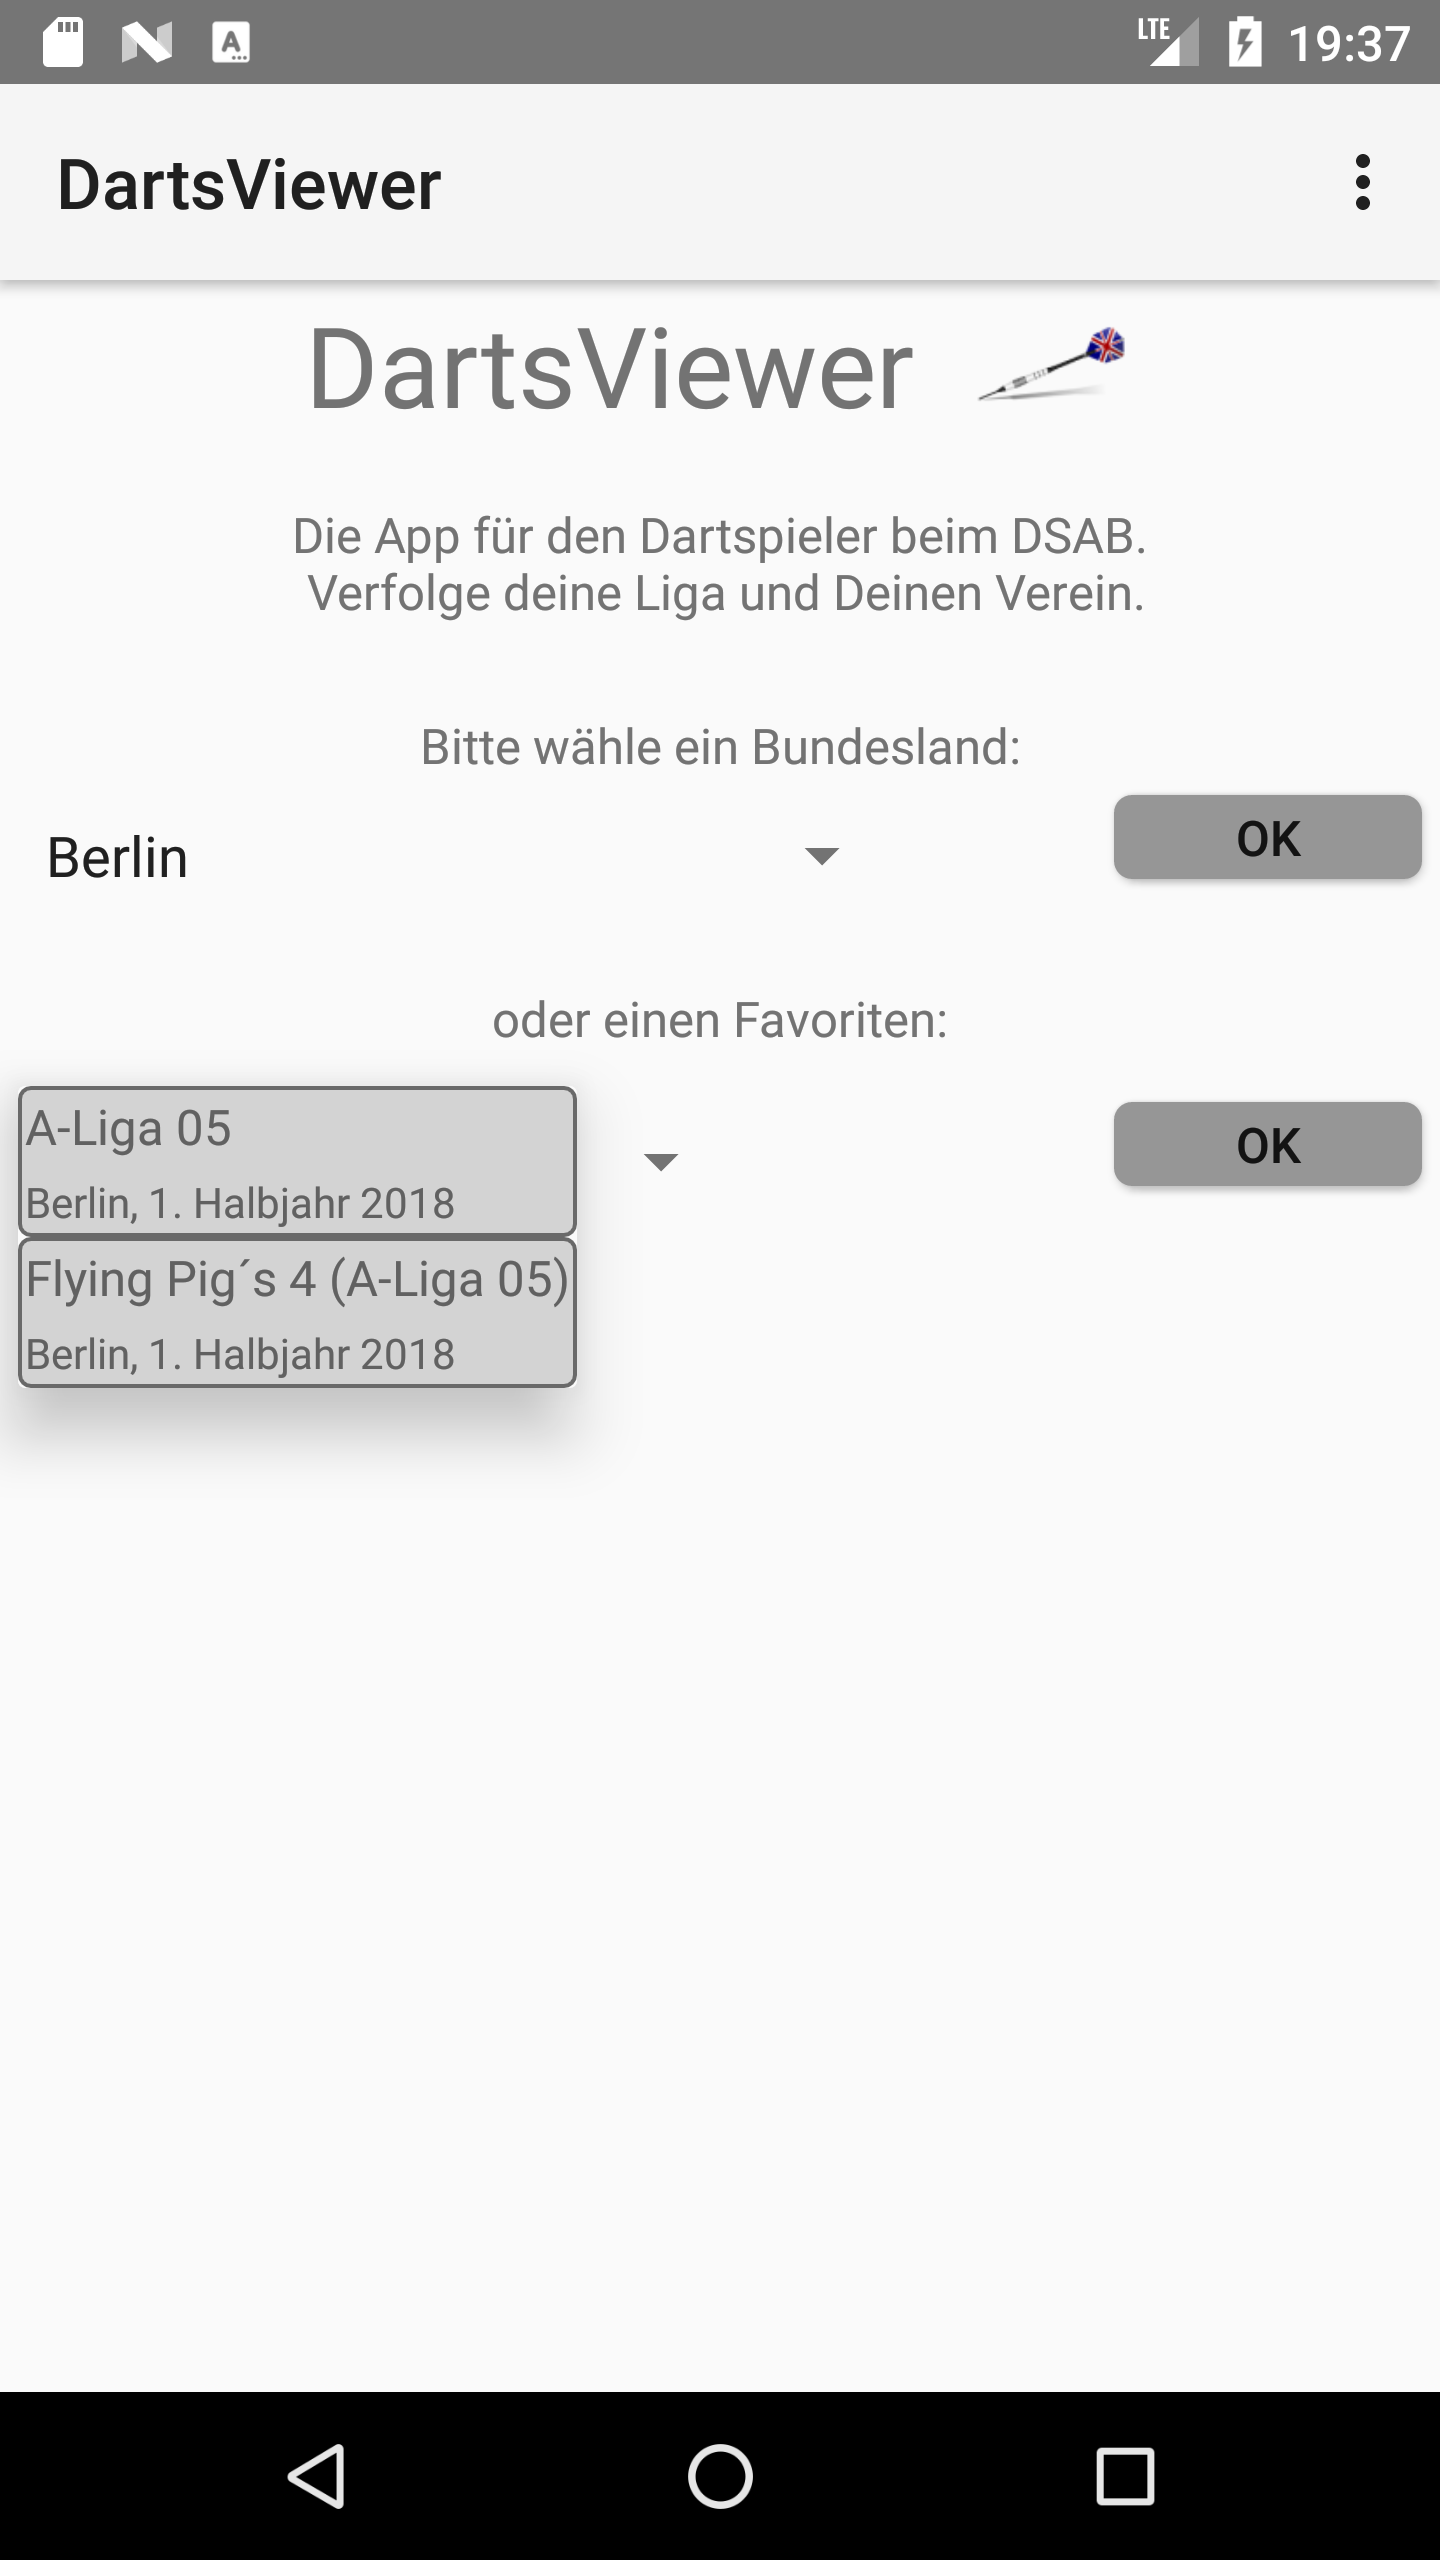 LTE 19:37
DartsViewer
DartsViewer
Die App für den Dartspieler beim DSAB.
Verfolge deine Liga und Deinen Verein.
Bitte wähle ein Bundesland:
Berlin
OK
oder einen Favoriten:
A-Liga 05
Berlin, 1. Halbjahr 2018
OK
Flying Pig´s 4 (A-Liga 05)
Berlin, 1. Halbjahr 2018